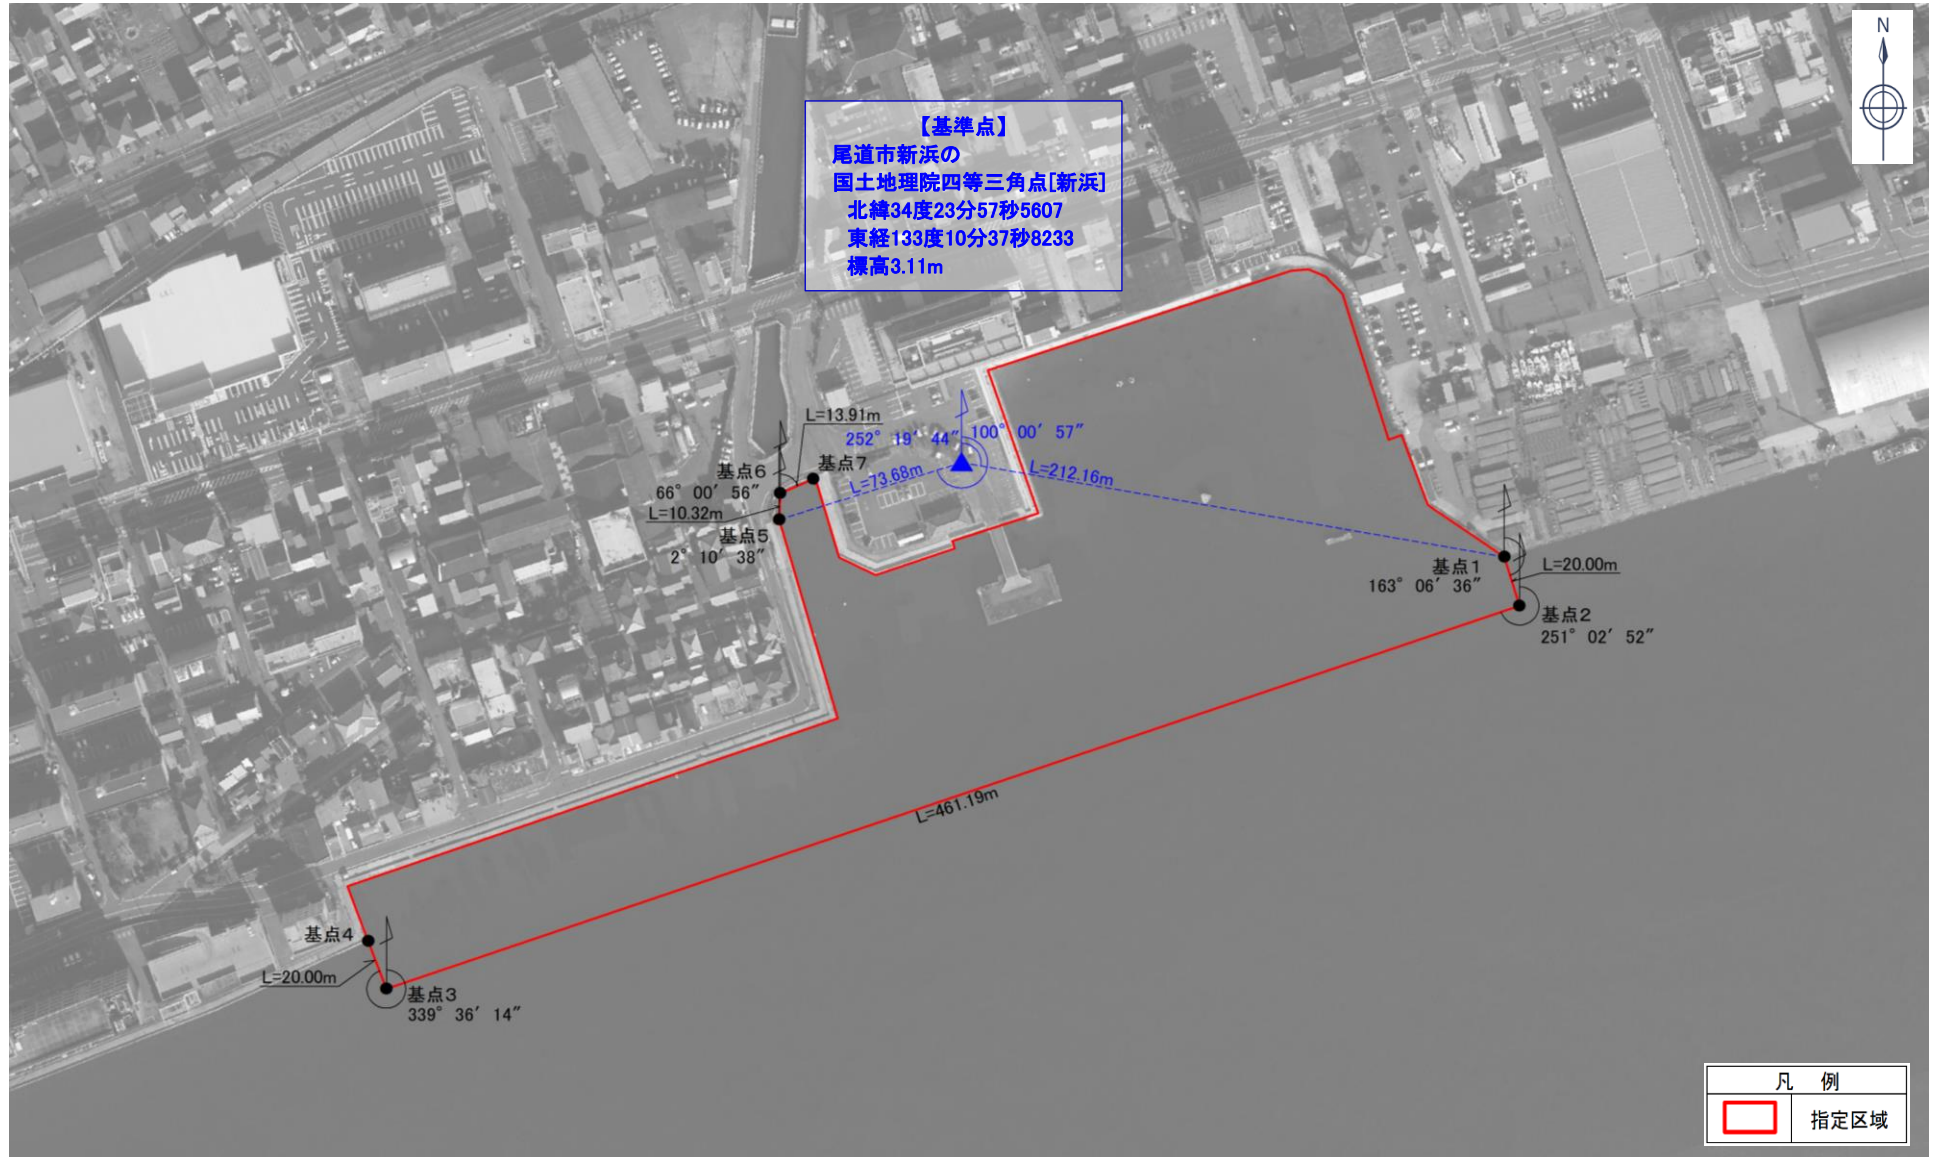 N
【基準点】
尾道市新浜の
国土地理院四等三角点[新浜]
北緯34度23分57秒5607
東経133度10分37秒8233
標高3.11m
L=13.91m
252° 19′ 44″
100° 00′ 57″
基点6
基点7
66° 00′ 56″
L=73.68m
L=212.16m
L=10.32m
基点5
2° 10′ 38″
基点1
L=20.00m
163° 06′ 36″
基点2
251° 02′ 52″
L=461.19m
基点4
L=20.00m
基点3
339° 36′ 14″
凡 例
指定区域